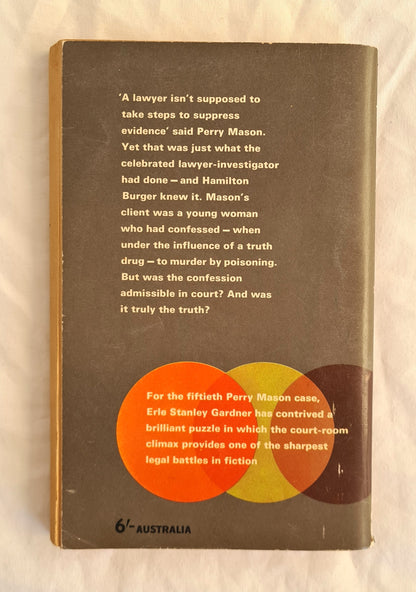 ‘A lawyer isn’t supposed to
take steps to suppress
evidence’ said Perry Mason.
Yet that was just what the
celebrated lawyer-investigator
had done – and Hamilton
Burger knew it. Mason’s
client was a young woman
who had confessed – when
under the influence of a truth
drug – to murder by poisoning.
But was the confession
admissible in court? And was
it truly the truth?
For the fiftieth Perry Mason case,
Erle Stanley Gardner has contrived a
brilliant puzzle in which the court-room
climax provides one of the sharpest
legal battles in fiction
6/- AUSTRALIA